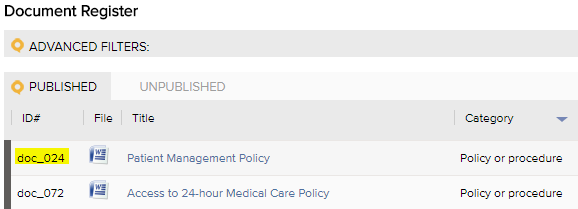 Document Register
ADVANCED FILTERS:
PUBLISHED UNPUBLISHED
ID# File Title Category
doc_024 Patient Management Policy Policy or procedure
doc_072 Access to 24-hour Medical Care Policy Policy or procedure